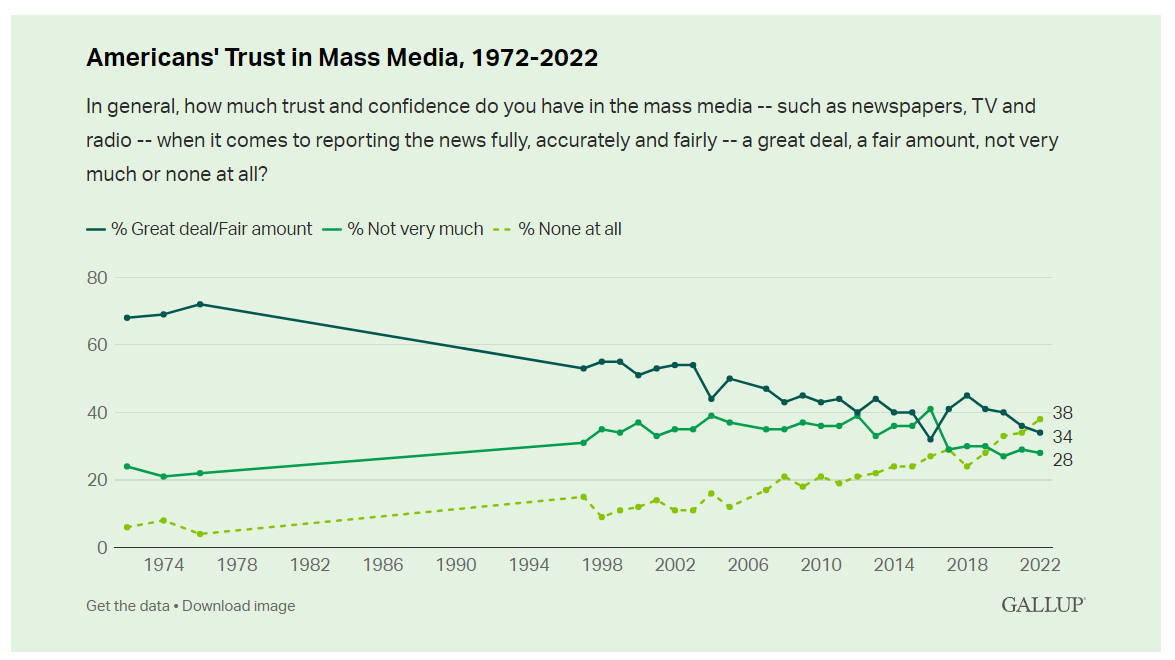 Americans' Trust in Mass Media, 1972-2022
In general, how much trust and confidence do you have in the mass media -- such as newspapers, TV and
radio -- when it comes to reporting the news fully, accurately and fairly -- a great deal, a fair amount, not very
much or none at all?
% Great deal/Fair amount % Not very much % None at all
80
60
40
20
0
38
34
28
1974 1978 1982 1986 1990 1994 1998 2002 2006 2010 2014 2018 2022
Get the data • Download image
GALLUP